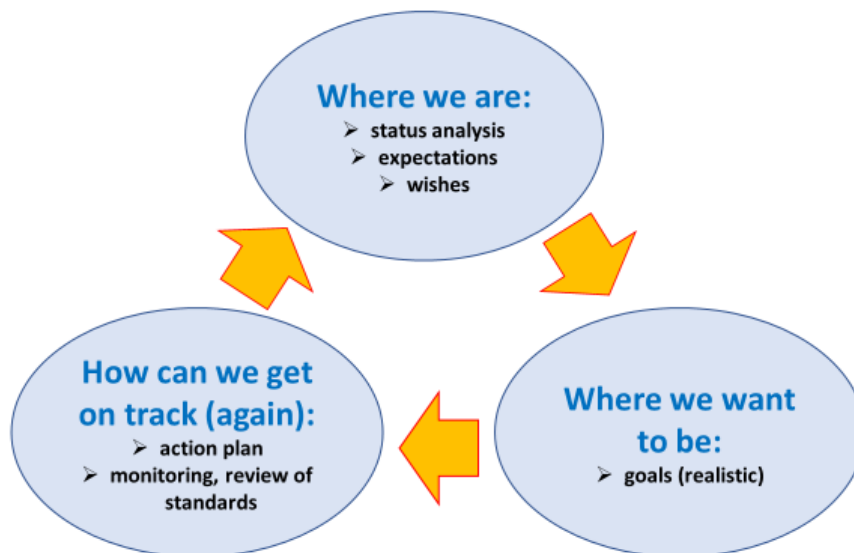 Where we are:
➢ status analysis
➢ expectations
➢ wishes
How can we get
on track (again):
➢ action plan
➢ monitoring, review of
standards
Where we want
to be:
➢ goals (realistic)